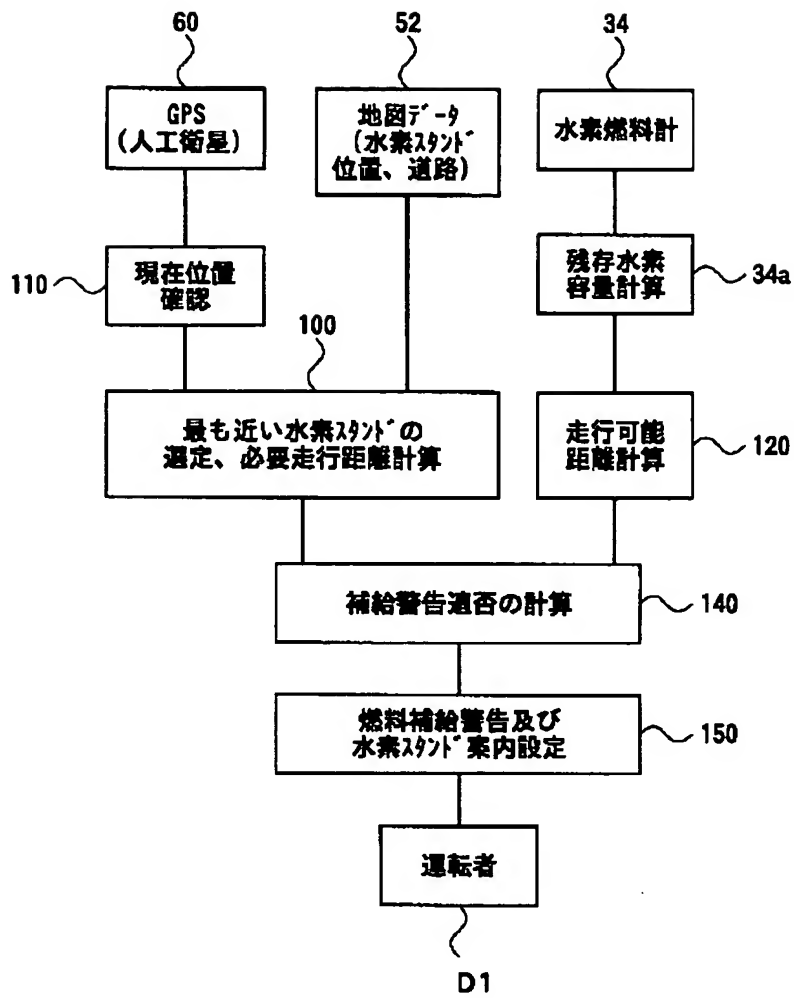 60
52
34
GPS
(人工衛星)
地図ﾃﾞｰﾀ
(水素ｽﾀﾝﾄﾞ
位置、道路)
水素燃料計
110
現在位置
確認
残存水素
容量計算
34a
100
最も近い水素ｽﾀﾝﾄﾞの
選定、必要走行距離計算
走行可能
距離計算
120
補給警告適否の計算
140
燃料補給警告及び
水素ｽﾀﾝﾄﾞ案内設定
150
運転者
D1